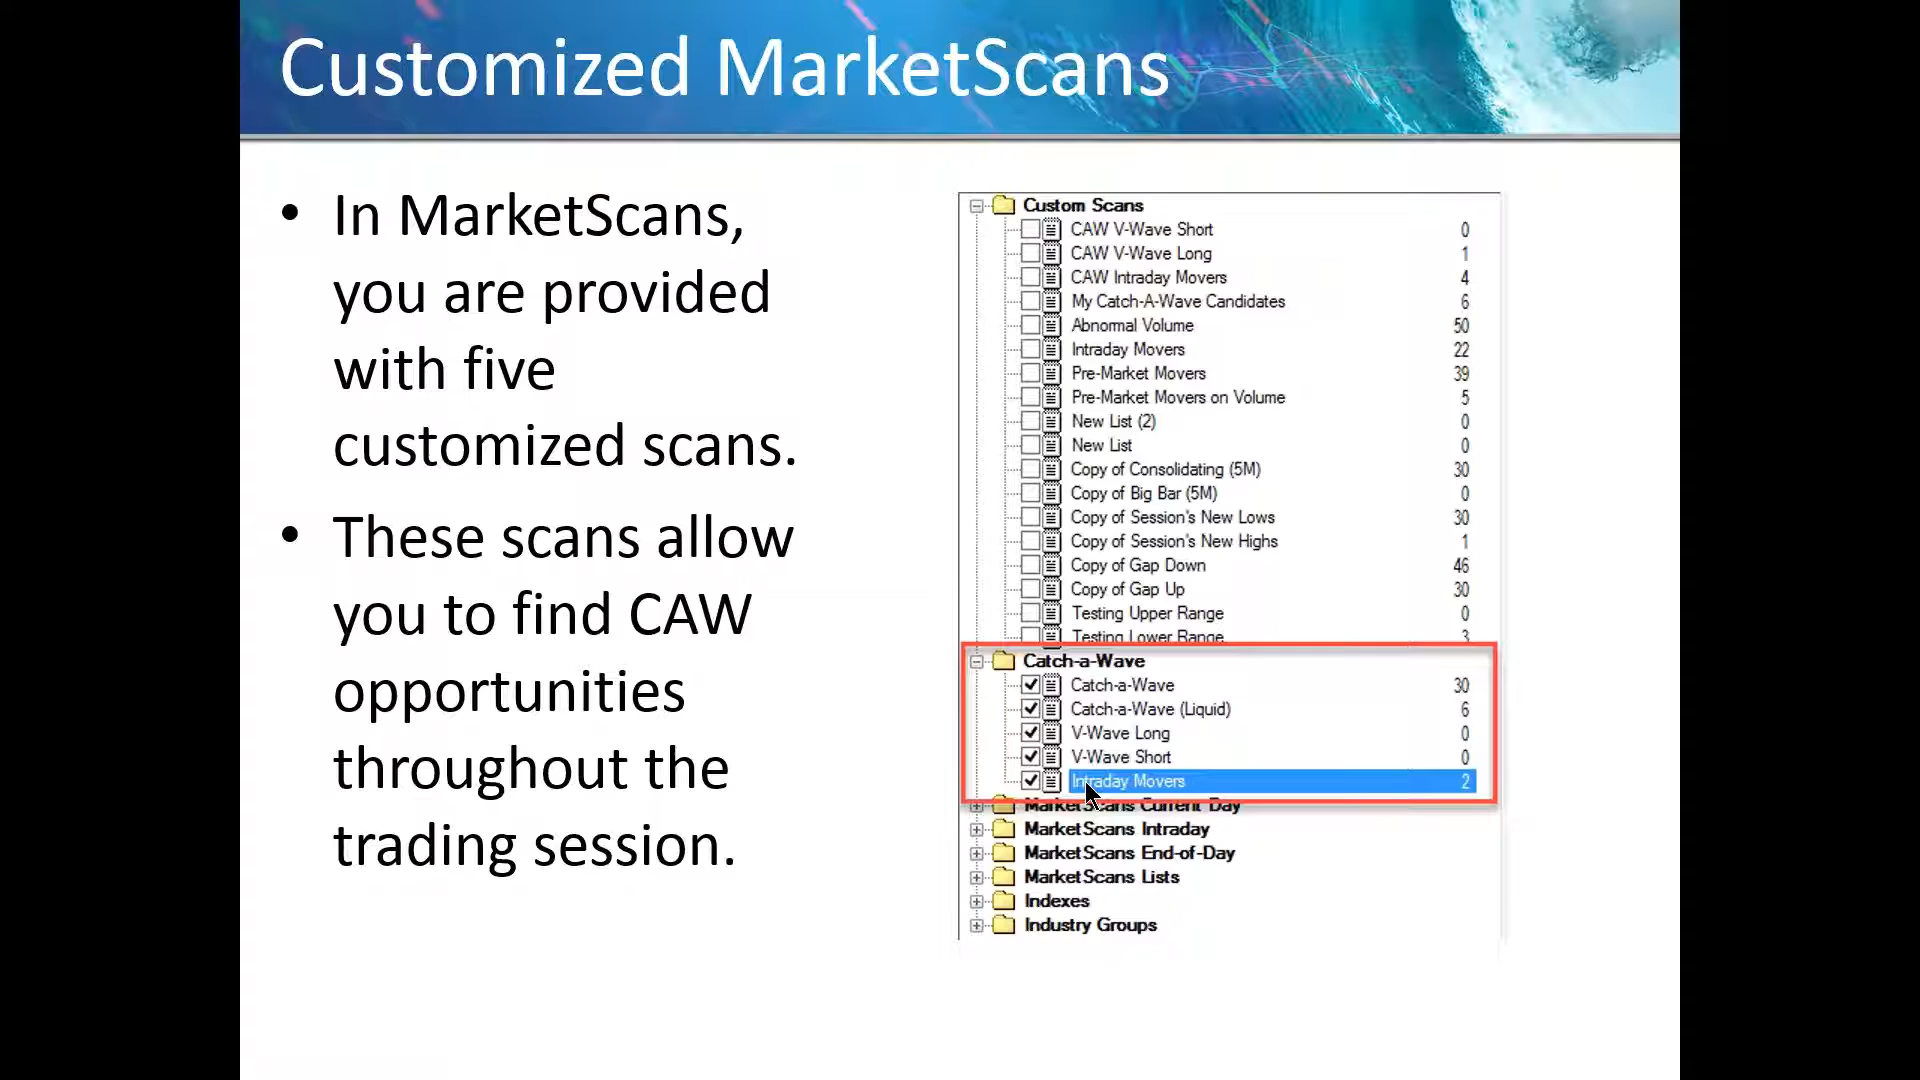 Customized MarketScans
• In MarketScans,
you are provided
with five
customized scans.
• These scans allow
you to find CAW
opportunities
throughout the
trading session.
Custom Scans
CAW V-Wave Short 0
CAW V-Wave Long 1
CAW Intraday Movers 4
My Catch-A-Wave Candidates 6
Abnormal Volume 50
Intraday Movers 22
Pre-Market Movers 39
Pre-Market Movers on Volume 5
New List (2) 0
New List 0
Copy of Consolidating (5M) 30
Copy of Big Bar (5M) 0
Copy of Session's New Lows 30
Copy of Session's New Highs 1
Copy of Gap Down 46
Copy of Gap Up 30
Testing Upper Range 0
Testing Lower Range 3
Catch-a-Wave
Catch-a-Wave 30
Catch-a-Wave (Liquid) 6
V-Wave Long 0
V-Wave Short 0
Intraday Movers 2
MarketScans Current Day
MarketScans Intraday
MarketScans End-of-Day
MarketScans Lists
Indexes
Industry Groups